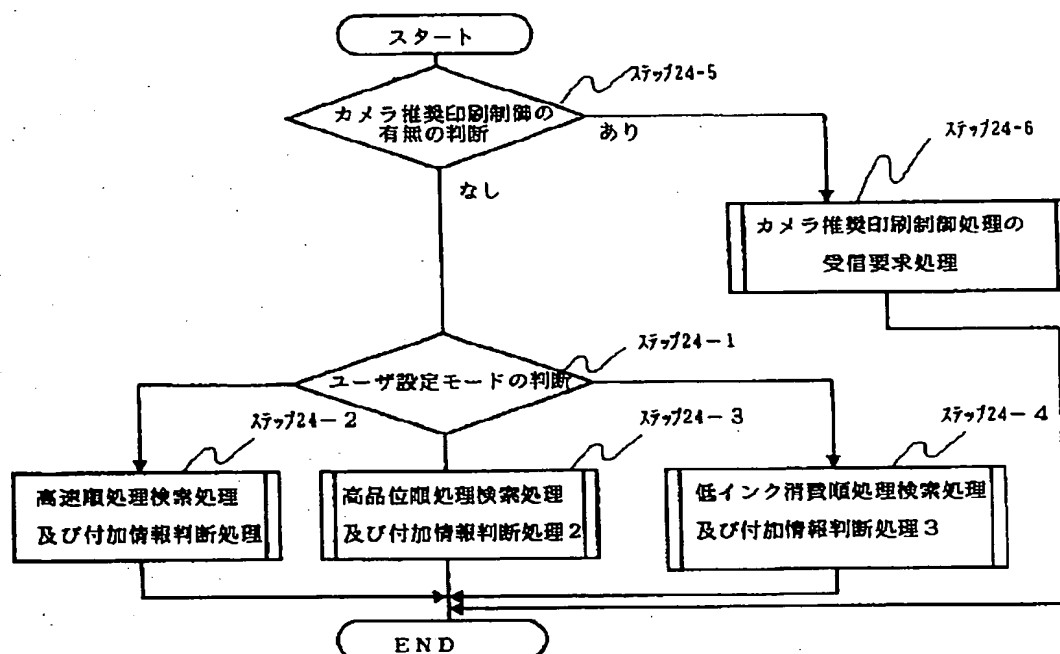 スタート
ステップ24-5
カメラ推奨印刷制御の
有無の判断
あり
なし
ステップ24-6
カメラ推奨印刷制御処理の
受信要求処理
ステップ24-1
ユーザ設定モードの判断
ステップ24-2
ステップ24-3
ステップ24-4
高速順処理検索処理
及び付加情報判断処理
高品位順処理検索処理
及び付加情報判断処理2
低インク消費順処理検索処理
及び付加情報判断処理3
END